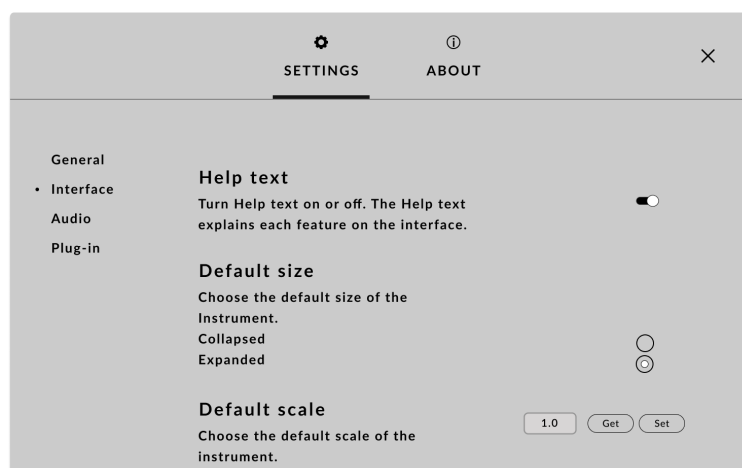 SETTINGS
ABOUT
General
Interface
Audio
Plug-in
Help text
Turn Help text on or off. The Help text
explains each feature on the interface.
Default size
Choose the default size of the
Instrument.
Collapsed
Expanded
Default scale
1.0
Get
Set
Choose the default scale of the
instrument.